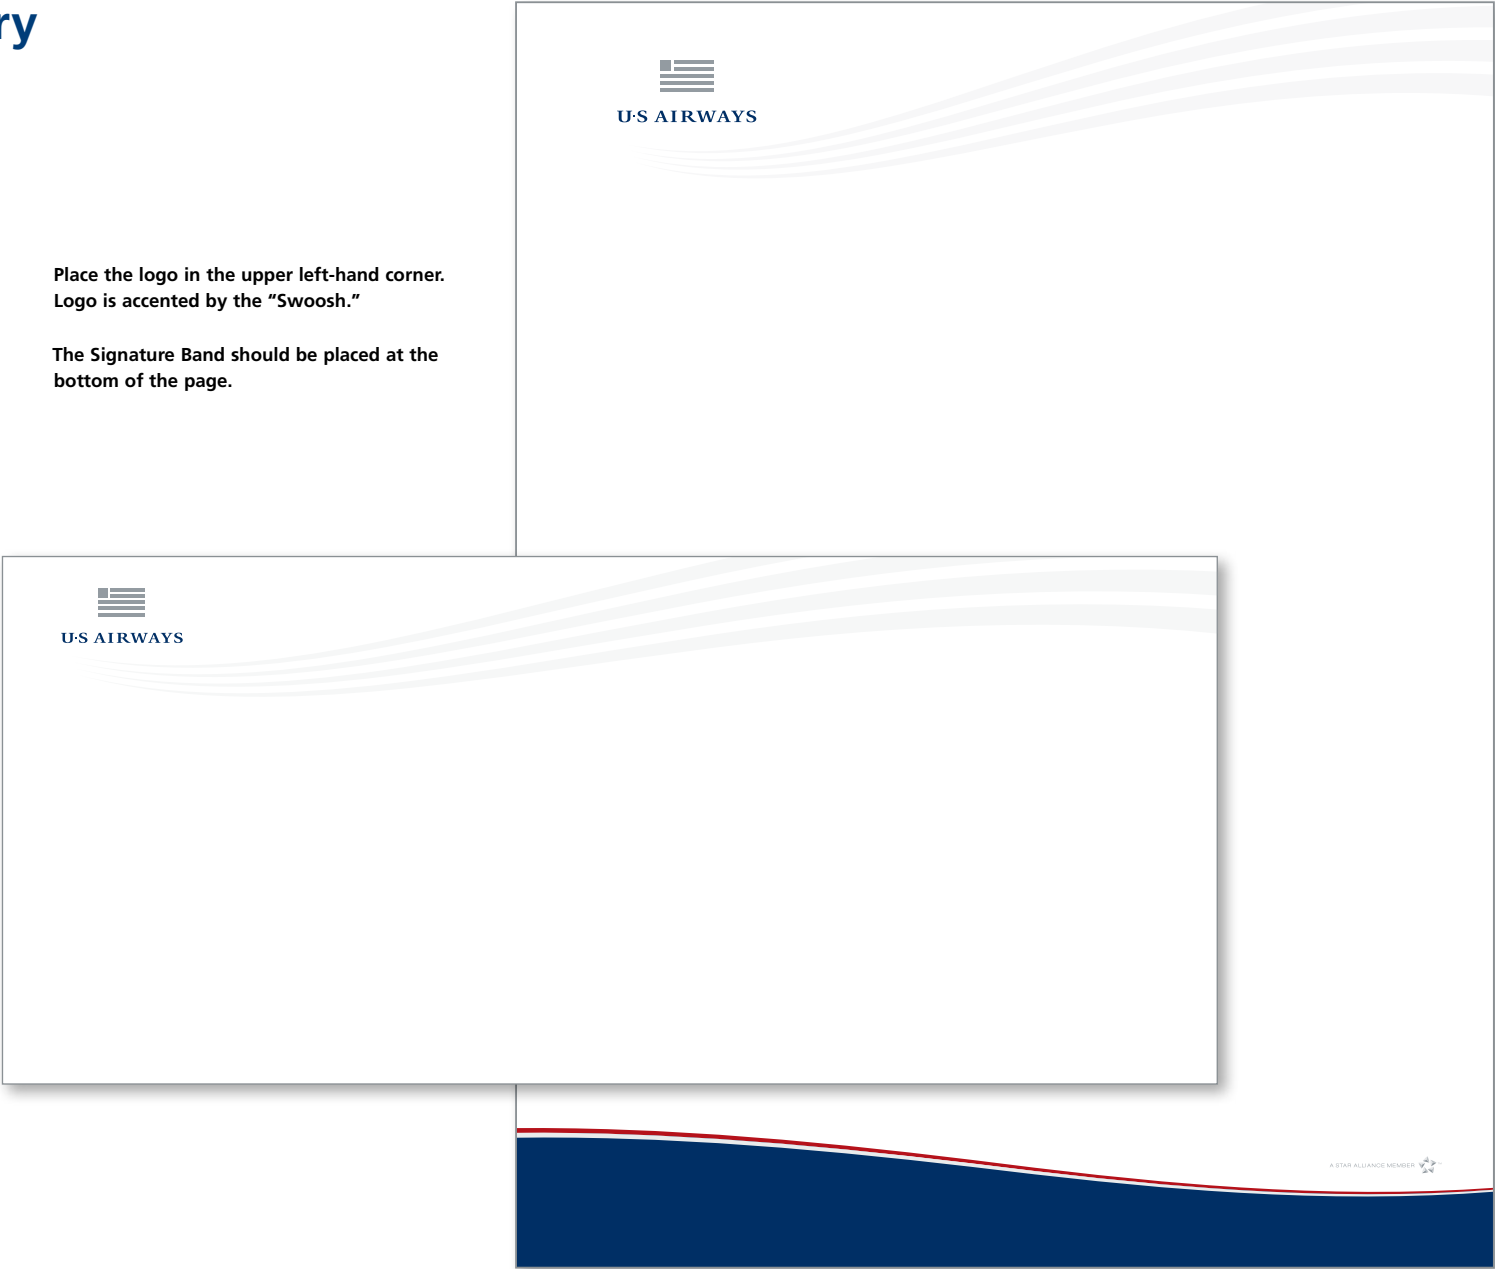 ry
U·S AIRWAYS
Place the logo in the upper left-hand corner.
Logo is accented by the “Swoosh.”
The Signature Band should be placed at the
bottom of the page.
U·S AIRWAYS
A STAR ALLIANCE MEMBER